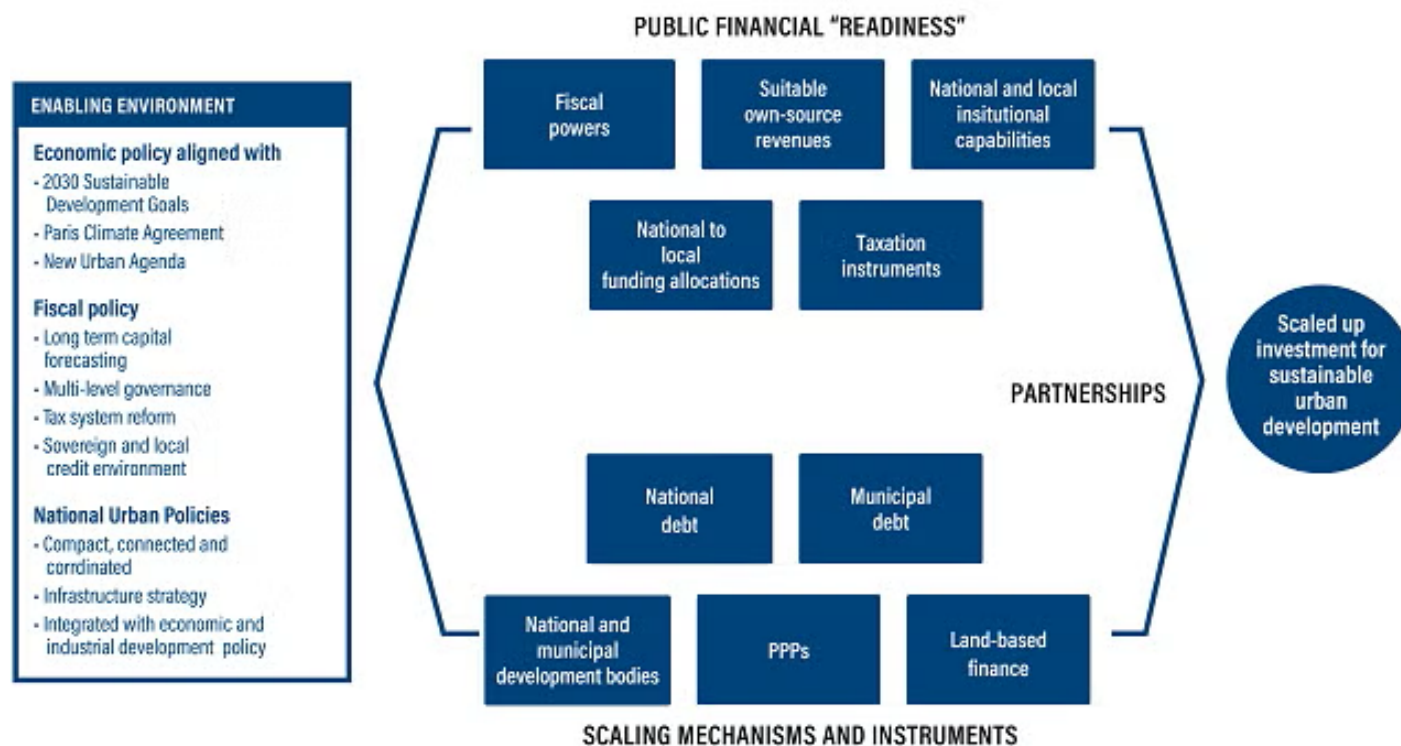 PUBLIC FINANCIAL "READINESS"
ENABLING ENVIRONMENT
Economic policy aligned with
- 2030 Sustainable
Development Goals
- Paris Climate Agreement
- New Urban Agenda
Fiscal policy
- Long term capital
forecasting
- Multi-level governance
- Tax system reform
- Sovereign and local
credit environment
National Urban Policies
- Compact, connected and
corrdinated
- Infrastructure strategy
- Integrated with economic and
industrial development policy
Fiscal
powers
Suitable
own-source
revenues
National and local
insitutional
capabilities
National to
local
funding allocations
Taxation
instruments
PARTNERSHIPS
National
debt
Municipal
debt
National and
municipal
development bodies
PPPs
Land-based
finance
SCALING MECHANISMS AND INSTRUMENTS
Scaled up
investment for
sustainable
urban
development